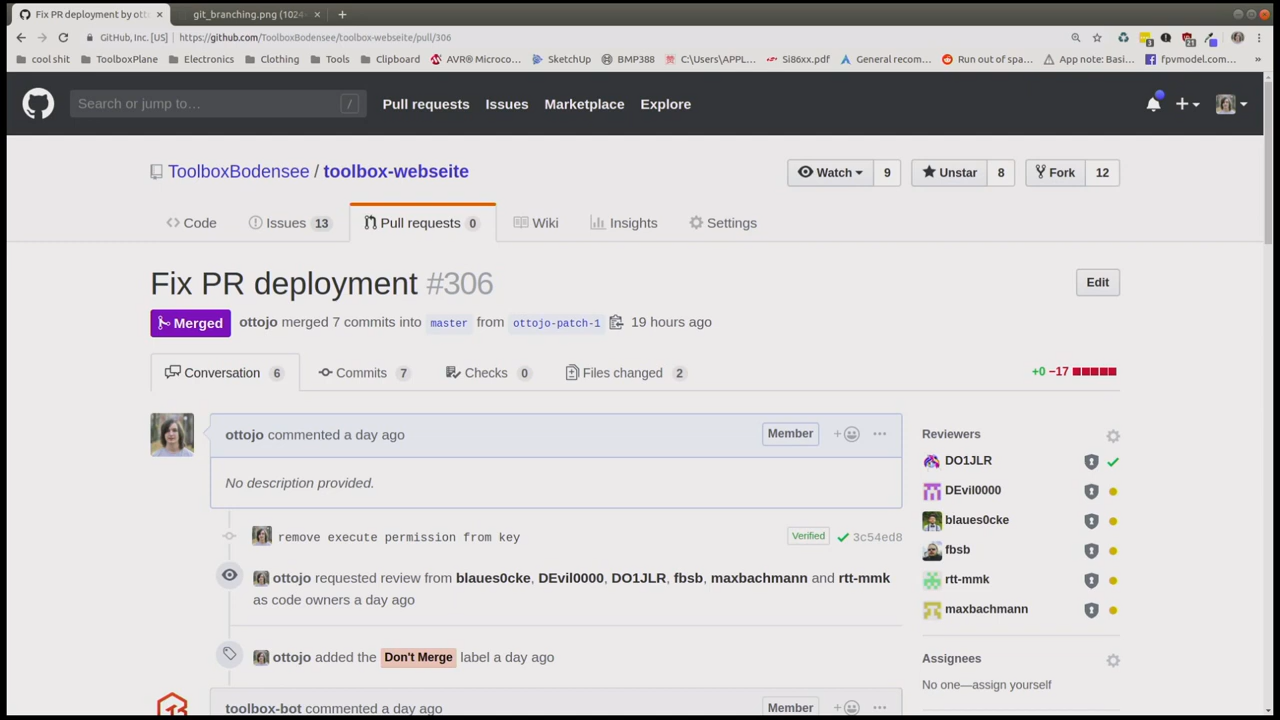 Fix PR deployment by otto
git_branching.png (1024
GitHub, Inc. [US]
https://github.com/ToolboxBodensee/toolbox-webseite/pull/306
cool shit
ToolboxPlane
Electronics
Clothing
Tools
Clipboard
AVR® Microco…
SketchUp
BMP388
C:\Users\APPL…
Si86xx.pdf
General recom…
Run out of spa…
App note: Basi…
fpvmodel.com…
Search or jump to…
/
Pull requests
Issues
Marketplace
Explore
ToolboxBodensee / toolbox-webseite
Watch 9
Unstar 8
Fork 12
Code
Issues 13
Pull requests 0
Wiki
Insights
Settings
Fix PR deployment #306
Edit
Merged
ottojo merged 7 commits into master from ottojo-patch-1 19 hours ago
Conversation 6
Commits 7
Checks 0
Files changed 2
+0 −17
ottojo commented a day ago
Member
No description provided.
remove execute permission from key
Verified
3c54ed8
ottojo requested review from blaues0cke, DEvil0000, DO1JLR, fbsb, maxbachmann and rtt-mmk
as code owners a day ago
ottojo added the Don't Merge label a day ago
toolbox-bot commented a day ago
Member
Reviewers
DO1JLR
DEvil0000
blaues0cke
fbsb
rtt-mmk
maxbachmann
Assignees
No one—assign yourself